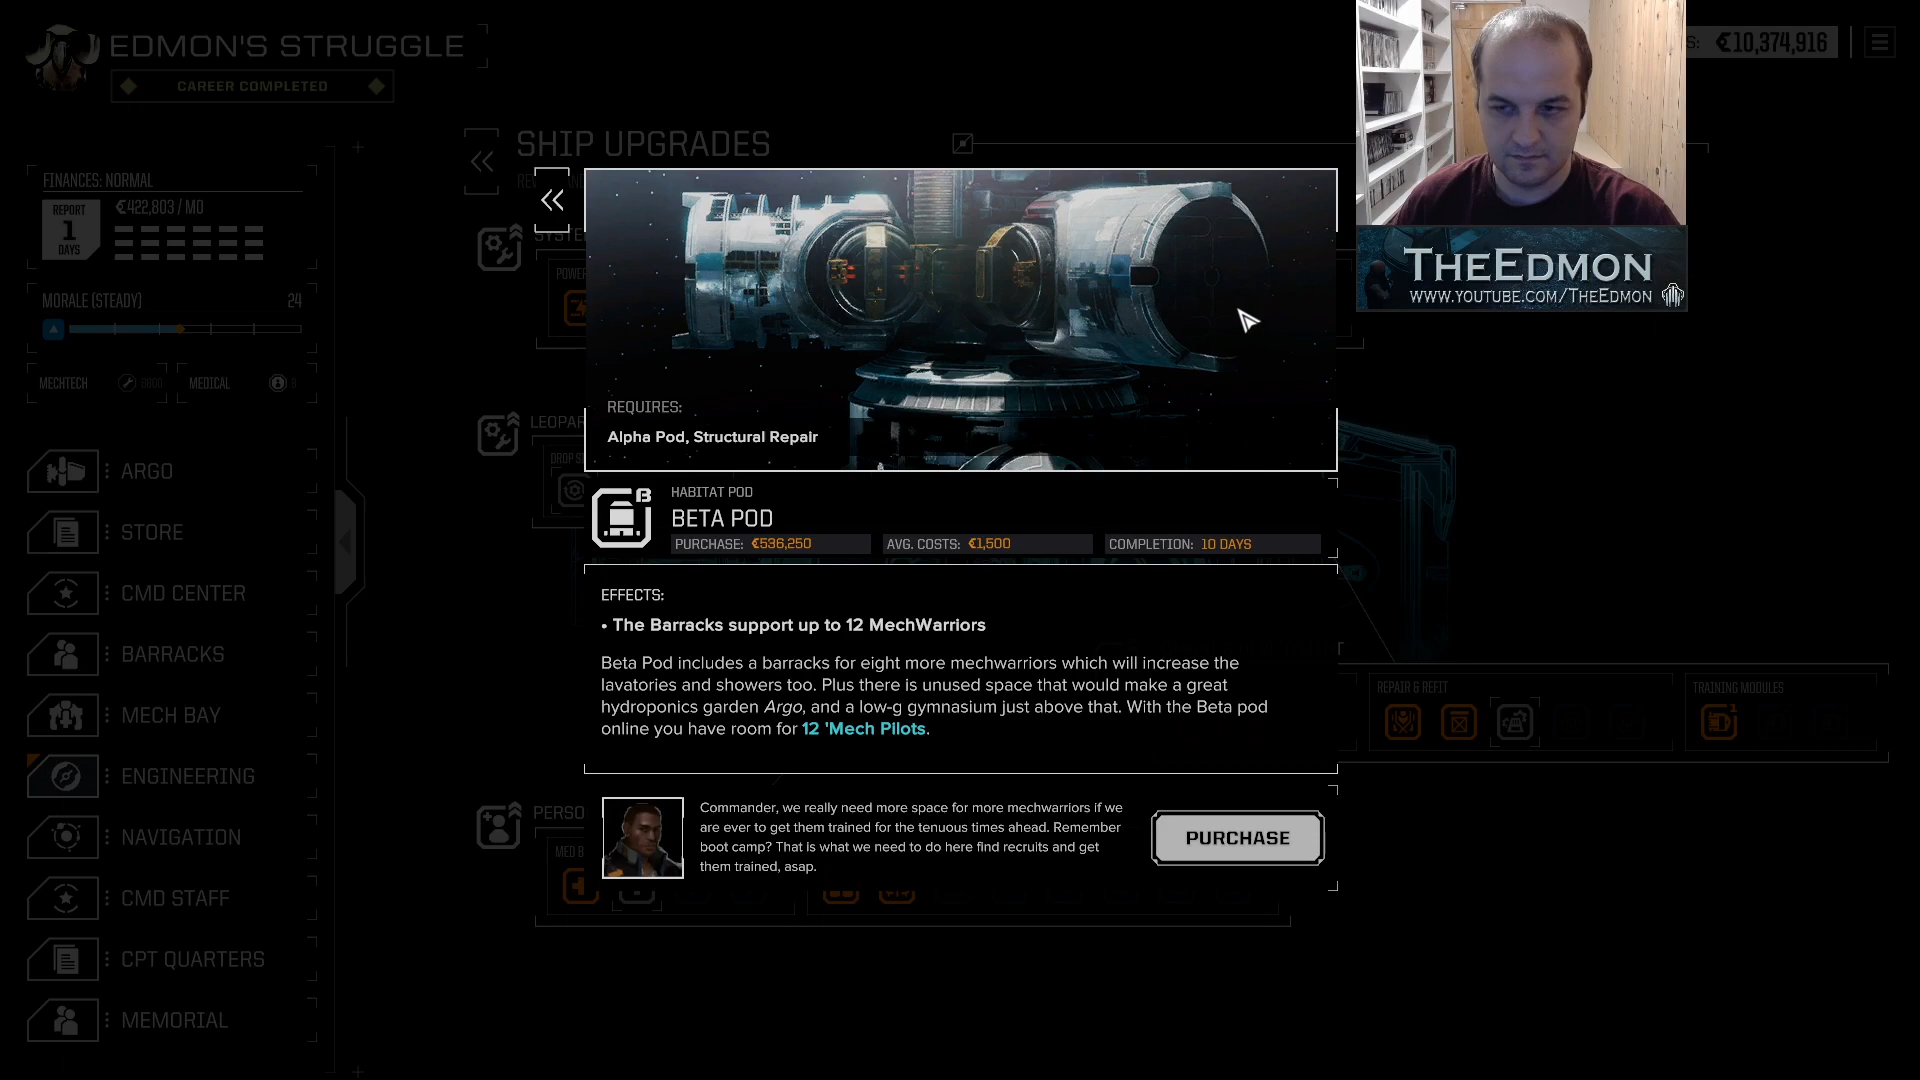 EDMON'S STRUGGLE
CAREER COMPLETED
€10,374,916
FINANCES: NORMAL
REPORT
1
DAYS
€422,803 / MO
MORALE (STEADY)
24
MECHTECH
MEDICAL
ARGO
STORE
CMD CENTER
BARRACKS
MECH BAY
ENGINEERING
NAVIGATION
CMD STAFF
CPT QUARTERS
MEMORIAL
SHIP UPGRADES
SYSTE
POWE
LEOPAR
DROP S
PERSO
MED B
REPAIR & REFIT
TRAINING MODULES
1
REQUIRES:
Alpha Pod, Structural Repair
B
HABITAT POD
BETA POD
PURCHASE: €536,250
AVG. COSTS: €1,500
COMPLETION: 10 DAYS
EFFECTS:
• The Barracks support up to 12 MechWarriors
Beta Pod includes a barracks for eight more mechwarriors which will increase the
lavatories and showers too. Plus there is unused space that would make a great
hydroponics garden Argo, and a low-g gymnasium just above that. With the Beta pod
online you have room for 12 'Mech Pilots.
Commander, we really need more space for more mechwarriors if we
are ever to get them trained for the tenuous times ahead. Remember
boot camp? That is what we need to do here find recruits and get
them trained, asap.
PURCHASE
THEEDMON
WWW.YOUTUBE.COM/THEEDMON